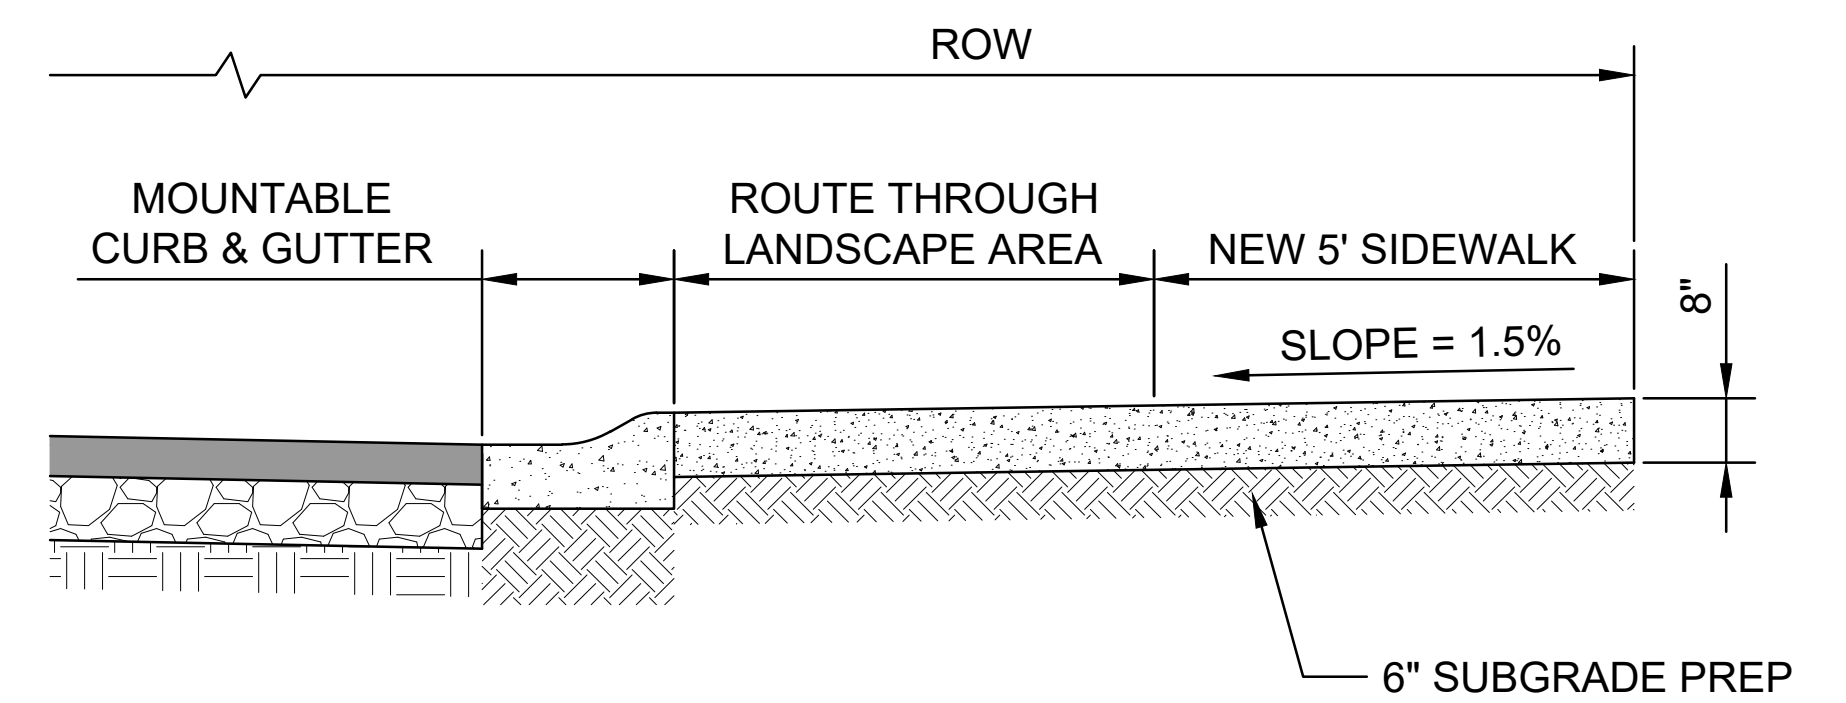 ROW
MOUNTABLE
CURB & GUTTER
ROUTE THROUGH
LANDSCAPE AREA
NEW 5' SIDEWALK
8"
SLOPE = 1.5%
6" SUBGRADE PREP